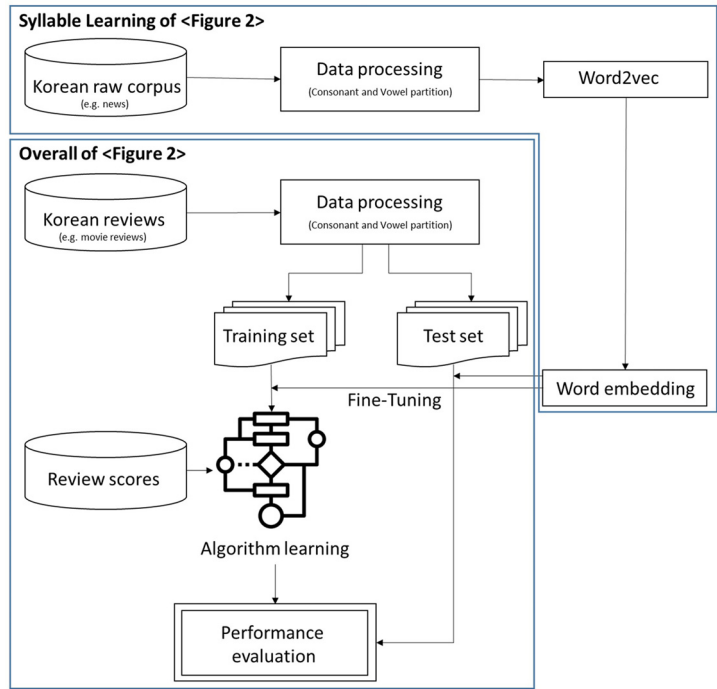 Syllable Learning of <Figure 2>
Korean raw corpus
(e.g. news)
Data processing
(Consonant and Vowel partition)
Word2vec
Overall of <Figure 2>
Korean reviews
(e.g. movie reviews)
Data processing
(Consonant and Vowel partition)
Training set
Test set
Word embedding
Fine-Tuning
Review scores
Algorithm learning
Performance
evaluation